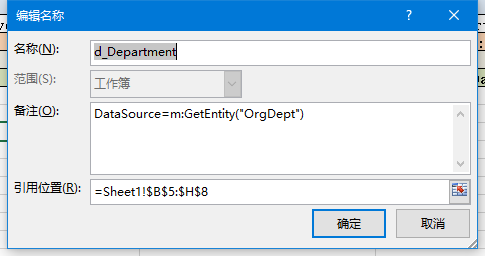 编辑名称
名称(N):
d_Department
范围(S):
工作簿
备注(O):
DataSource=m:GetEntity("OrgDept")
引用位置(R):
=Sheet1!$B$5:$H$8
确定
取消